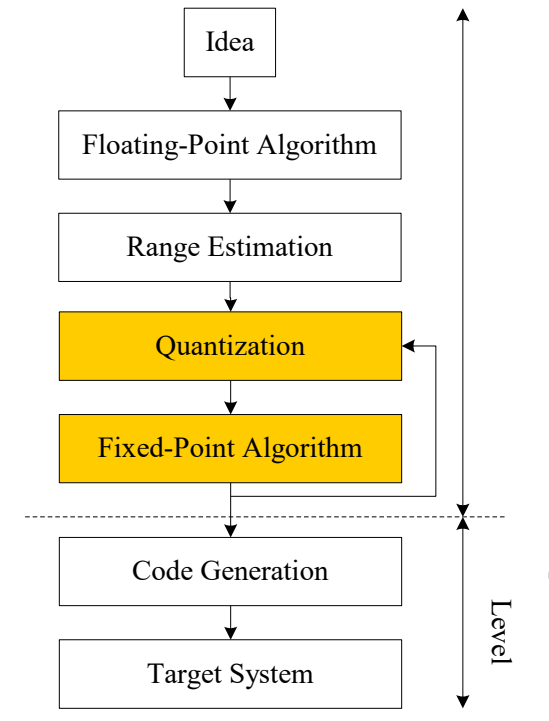 Idea
Floating-Point Algorithm
Range Estimation
Quantization
Fixed-Point Algorithm
Code Generation
Target System
Level